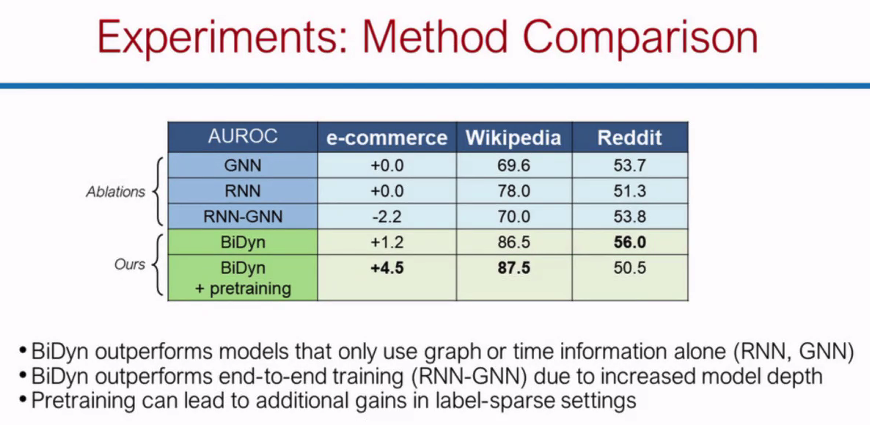 Experiments: Method Comparison
AUROC e-commerce Wikipedia Reddit
Ablations
GNN +0.0 69.6 53.7
RNN +0.0 78.0 51.3
RNN-GNN -2.2 70.0 53.8
Ours
BiDyn +1.2 86.5 56.0
BiDyn +4.5 87.5 50.5
+ pretraining
• BiDyn outperforms models that only use graph or time information alone (RNN, GNN)
• BiDyn outperforms end-to-end training (RNN-GNN) due to increased model depth
• Pretraining can lead to additional gains in label-sparse settings